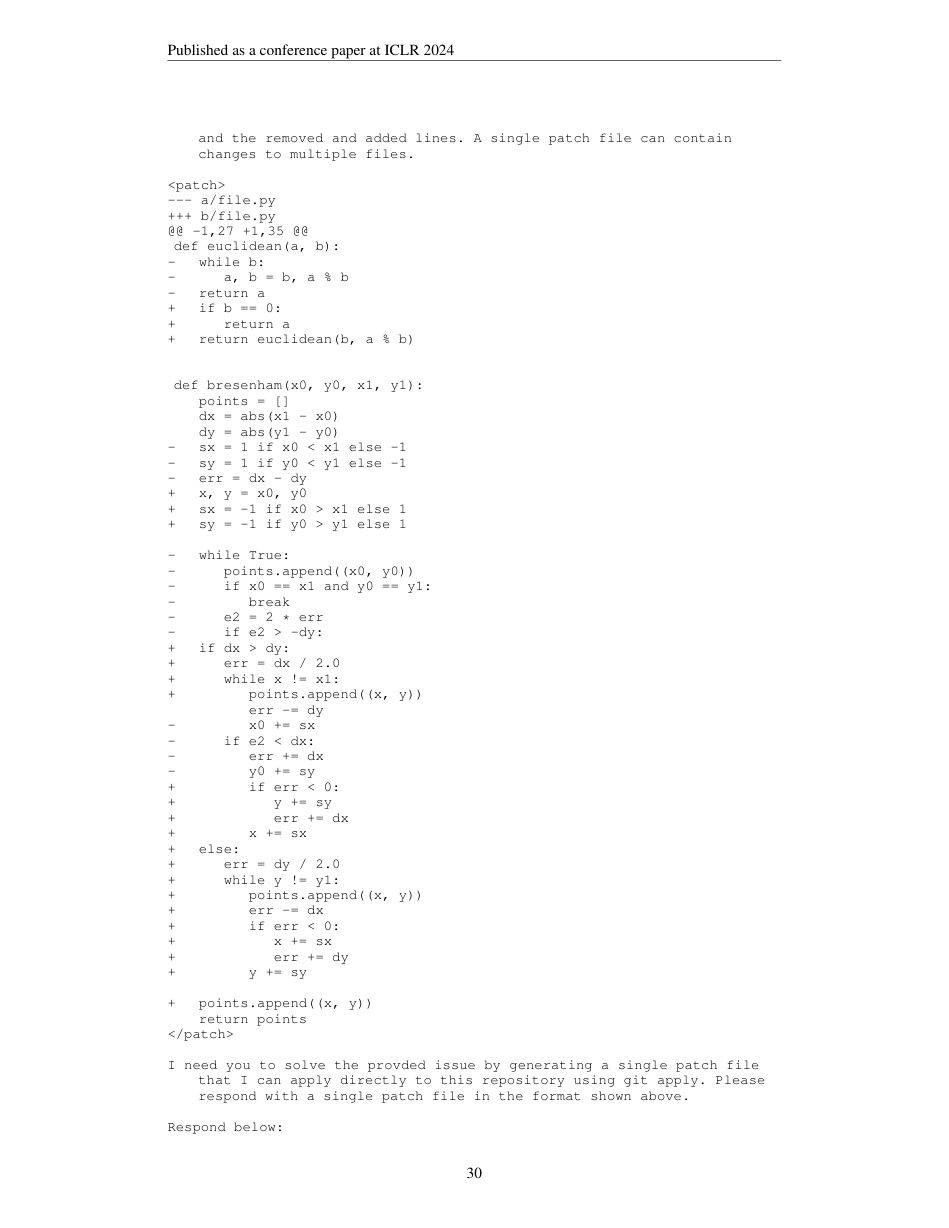 Published as a conference paper at ICLR 2024
and the removed and added lines. A single patch file can contain
changes to multiple files.
<patch>
--- a/file.py
+++ b/file.py
@@ -1,27 +1,35 @@
 def euclidean(a, b):
-   while b:
-      a, b = b, a % b
-   return a
+   if b == 0:
+      return a
+   return euclidean(b, a % b)
 def bresenham(x0, y0, x1, y1):
    points = []
    dx = abs(x1 - x0)
    dy = abs(y1 - y0)
-   sx = 1 if x0 < x1 else -1
-   sy = 1 if y0 < y1 else -1
-   err = dx - dy
+   x, y = x0, y0
+   sx = -1 if x0 > x1 else 1
+   sy = -1 if y0 > y1 else 1
-   while True:
-      points.append((x0, y0))
-      if x0 == x1 and y0 == y1:
-         break
-      e2 = 2 * err
-      if e2 > -dy:
+   if dx > dy:
+      err = dx / 2.0
+      while x != x1:
+         points.append((x, y))
         err -= dy
-         x0 += sx
-      if e2 < dx:
-         err += dx
-         y0 += sy
+         if err < 0:
+            y += sy
+            err += dx
+         x += sx
+   else:
+      err = dy / 2.0
+      while y != y1:
+         points.append((x, y))
+         err -= dx
+         if err < 0:
+            x += sx
+            err += dy
+         y += sy
+   points.append((x, y))
    return points
</patch>
I need you to solve the provded issue by generating a single patch file
that I can apply directly to this repository using git apply. Please
respond with a single patch file in the format shown above.
Respond below:
30